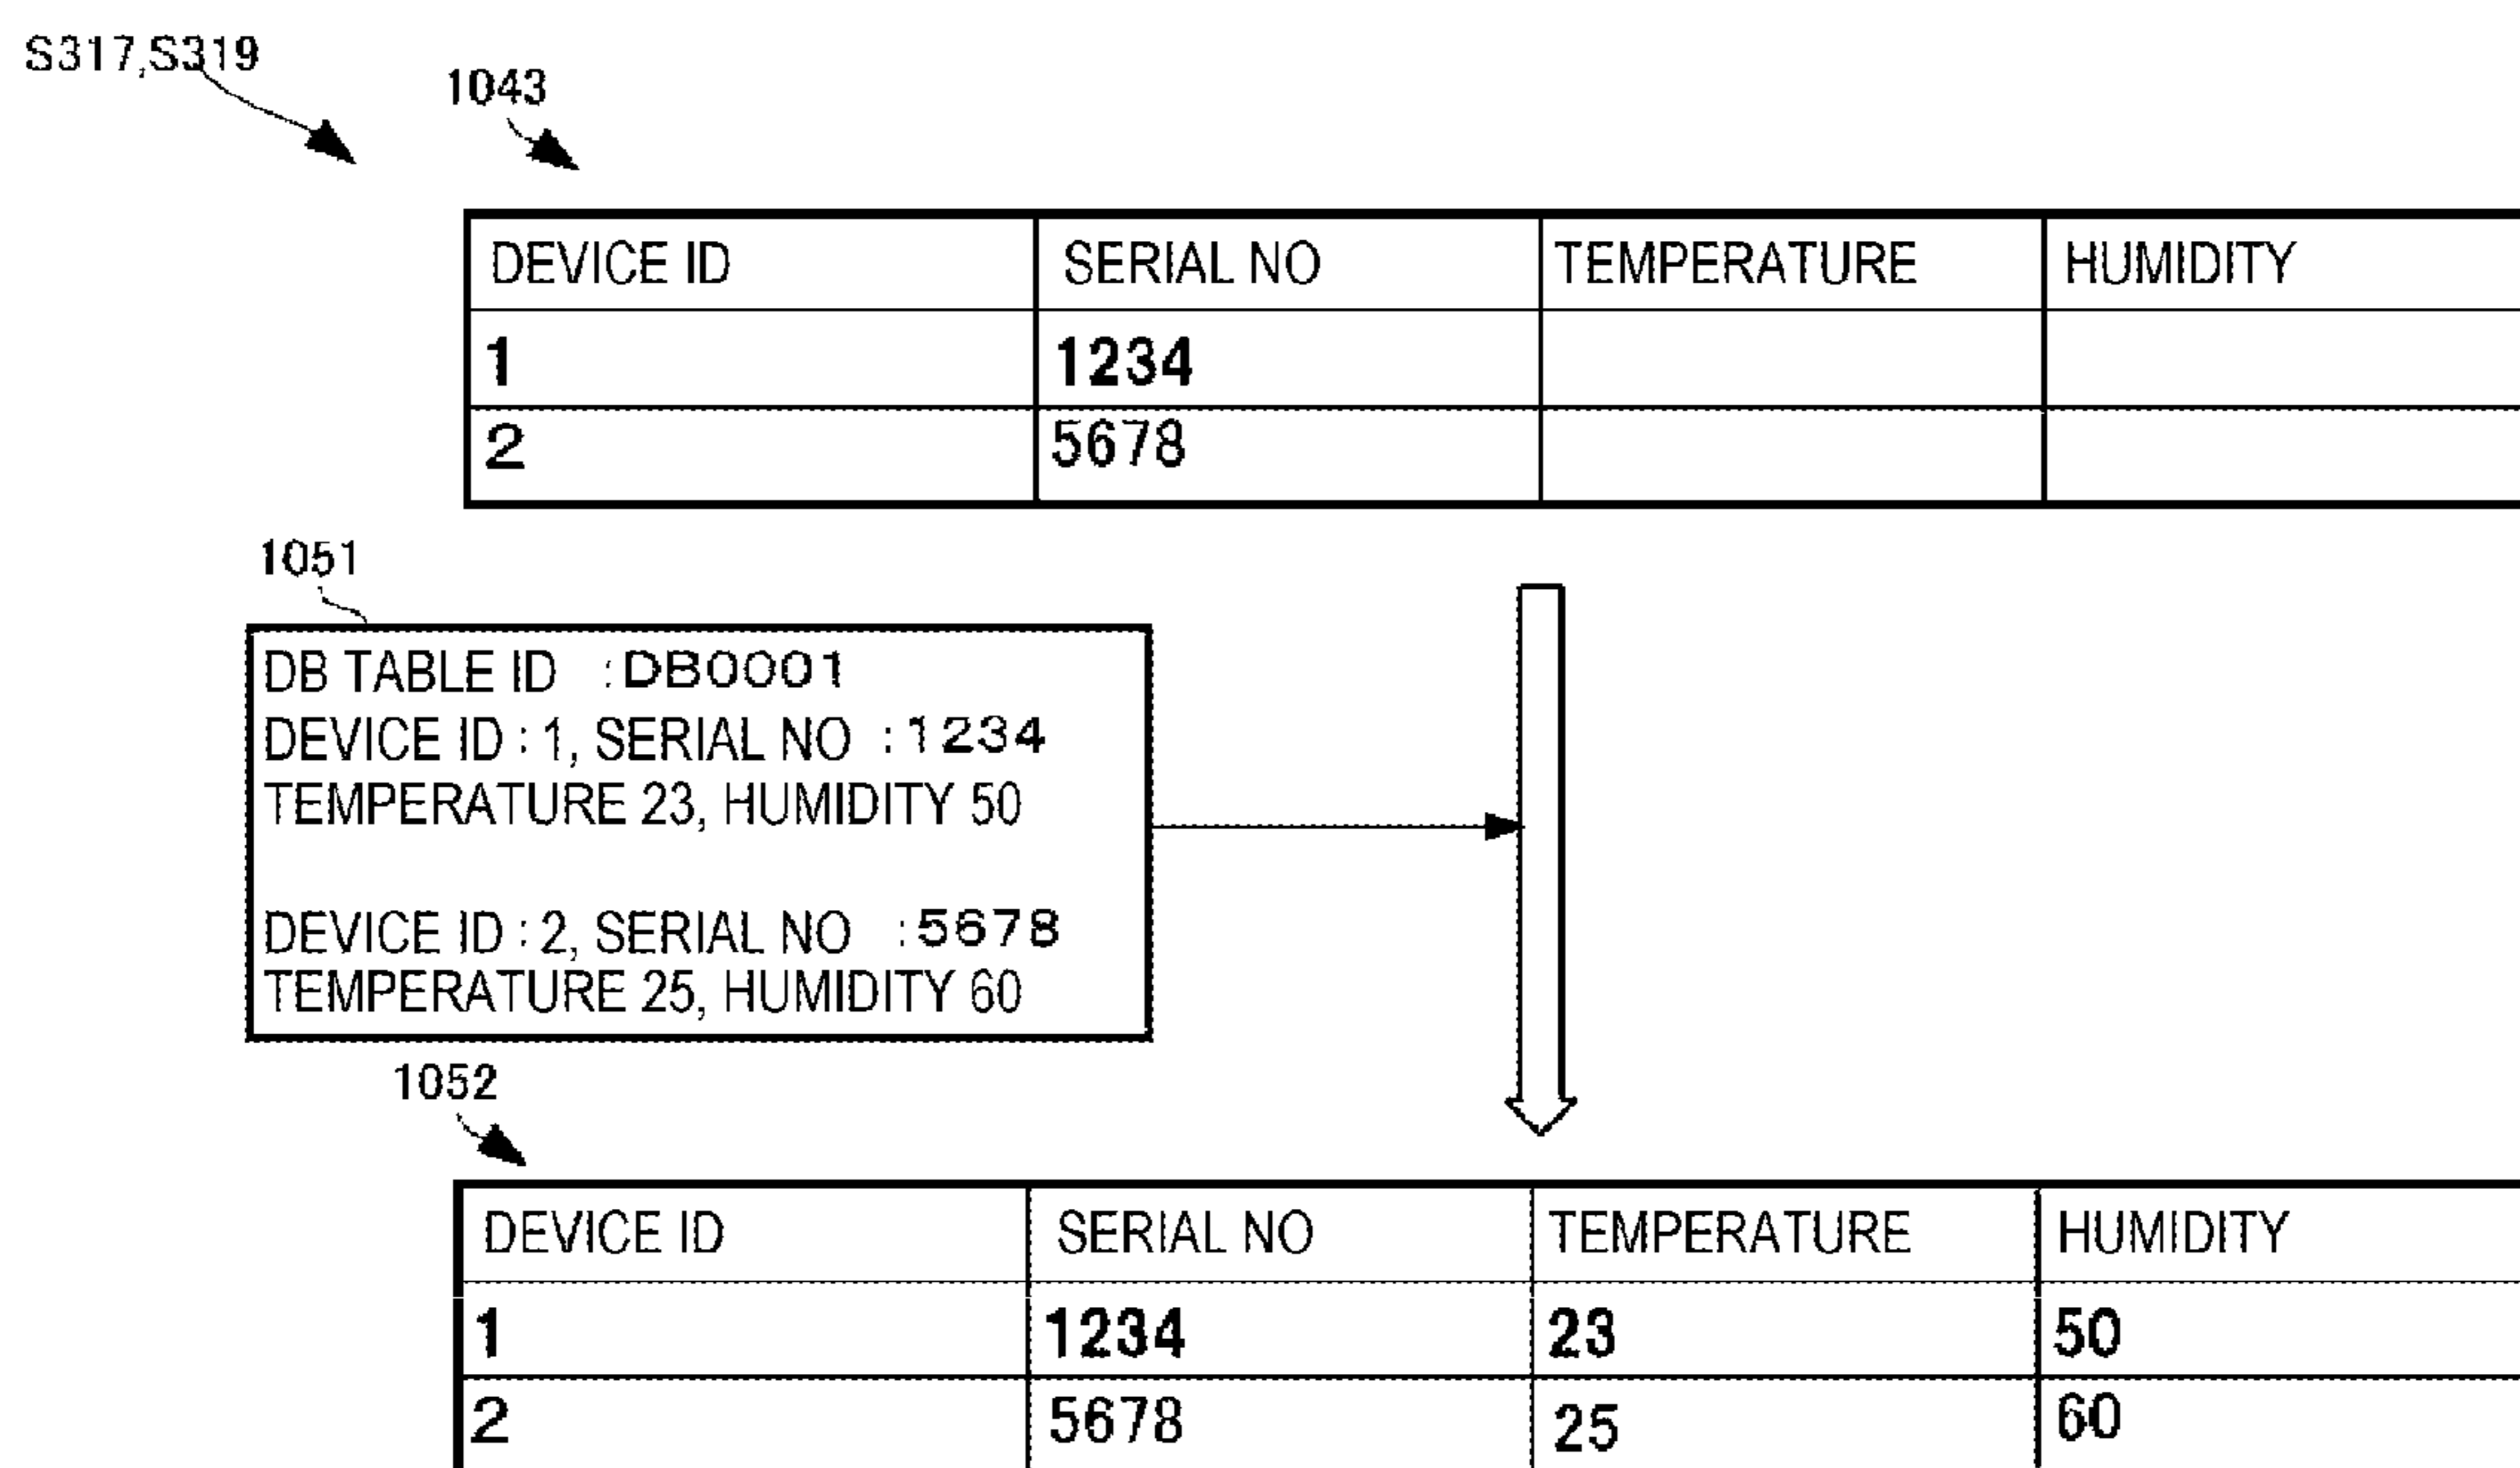 S317,S319
1043
DEVICE ID SERIAL NO TEMPERATURE HUMIDITY
1 1234
2 5678
1051
DB TABLE ID :DB0001
DEVICE ID : 1, SERIAL NO :1234
TEMPERATURE 23, HUMIDITY 50
DEVICE ID : 2, SERIAL NO :5678
TEMPERATURE 25, HUMIDITY 60
1052
DEVICE ID SERIAL NO TEMPERATURE HUMIDITY
1 1234 23 50
2 5678 25 60